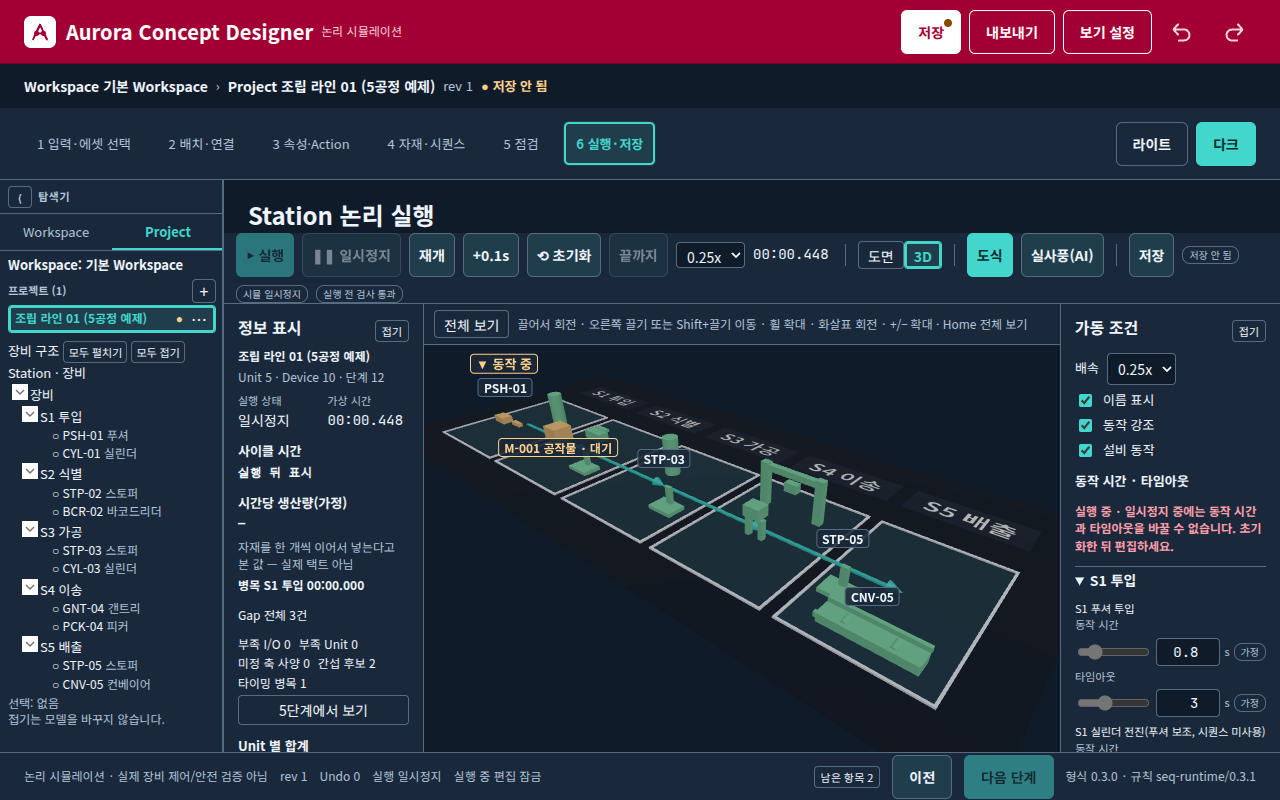 Aurora Concept Designer 논리 시뮬레이션
저장 내보내기 보기 설정
Workspace 기본 Workspace › Project 조립 라인 01 (5공정 예제) rev 1 ● 저장 안 됨
1 입력·에셋 선택 2 배치·연결 3 속성·Action 4 자재·시퀀스 5 점검 6 실행·저장 라이트 다크
⟨ 탐색기
Workspace Project
Workspace: 기본 Workspace
프로젝트 (1) +
조립 라인 01 (5공정 예제) ● ⋯
장비 구조 모두 펼치기 모두 접기
Station · 장비
장비
S1 투입
○ PSH-01 푸셔
○ CYL-01 실린더
S2 식별
○ STP-02 스토퍼
○ BCR-02 바코드리더
S3 가공
○ STP-03 스토퍼
○ CYL-03 실린더
S4 이송
○ GNT-04 갠트리
○ PCK-04 피커
S5 배출
○ STP-05 스토퍼
○ CNV-05 컨베이어
선택: 없음
접기는 모델을 바꾸지 않습니다.
Station 논리 실행
▸ 실행 ❚❚ 일시정지 재개 +0.1s ⟲ 초기화 끝까지 0.25x 00:00.448 도면 3D 도식 실사풍(AI) 저장 저장 안 됨
시뮬 일시정지 실행 전 검사 통과
정보 표시 접기
조립 라인 01 (5공정 예제)
Unit 5 · Device 10 · 단계 12
실행 상태 가상 시간
일시정지 00:00.448
사이클 시간
실행 뒤 표시
시간당 생산량(가정)
—
자재를 한 개씩 이어서 넣는다고
본 값 — 실제 택트 아님
병목 S1 투입 00:00.000
Gap 전체 3건
부족 I/O 0 부족 Unit 0
미정 축 사양 0 간섭 후보 2
타이밍 병목 1
5단계에서 보기
Unit 별 합계
전체 보기 끌어서 회전 · 오른쪽 끌기 또는 Shift+끌기 이동 · 휠 확대 · 화살표 회전 · +/− 확대 · Home 전체 보기
▼ 동작 중
PSH-01
S1 투입
S2 식별
S3 가공
S4 이송
S5 배출
M-001 공작물 · 대기
STP-03
STP-05
CNV-05
가동 조건 접기
배속 0.25x
이름 표시
동작 강조
설비 동작
동작 시간 · 타임아웃
실행 중 · 일시정지 중에는 동작 시간
과 타임아웃을 바꿀 수 없습니다. 초기
화한 뒤 편집하세요.
▼ S1 투입
S1 푸셔 투입
동작 시간
0.8 s 가정
타임아웃
3 s 가정
S1 실린더 전진(푸셔 보조, 시퀀스 미사용)
동작 시간
논리 시뮬레이션 · 실제 장비 제어/안전 검증 아님 rev 1 Undo 0 실행 일시정지 실행 중 편집 잠금 남은 항목 2 이전 다음 단계 형식 0.3.0 · 규칙 seq-runtime/0.3.1